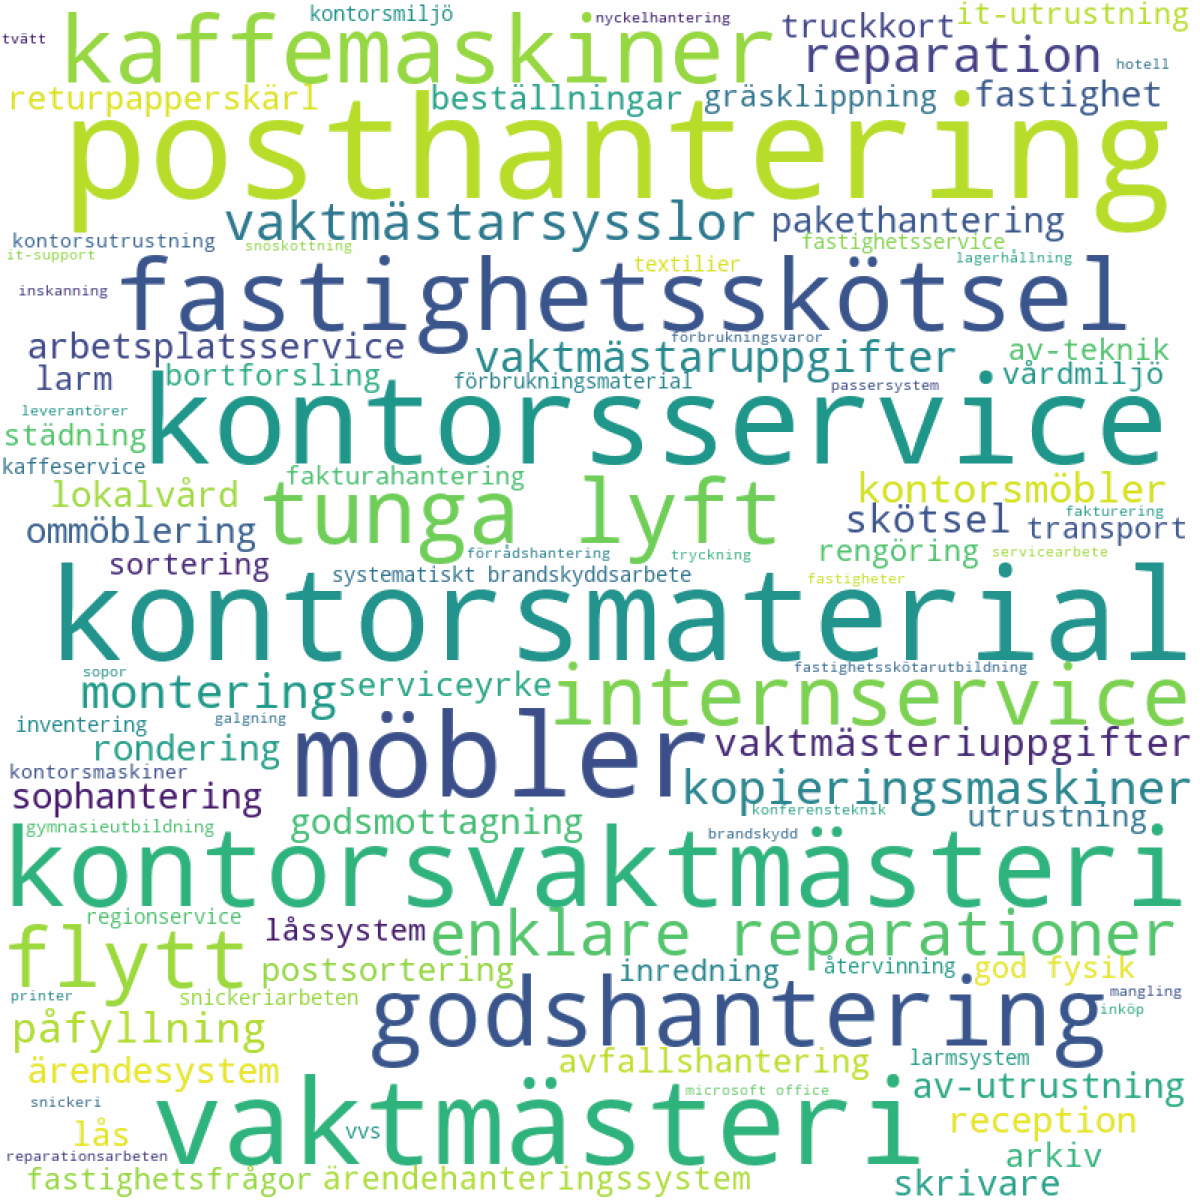 kontorsmiljö
nyckelhantering
it-utrustning
tvätt
kaffemaskiner
truckkort
reparation
hotell
returpapperskärl
beställningar
gräsklippning
fastighet
posthantering
vaktmästarsysslor
pakethantering
kontorsutrustning
snöskottning
fastighetsservice
it-support
textilier
lagerhållning
inskanning
fastighetsskötsel
förbrukningsvaror
arbetsplatsservice
vaktmästaruppgifter
av-teknik
larm
bortforsling
förbrukningsmaterial
passersystem
vårdmiljö
leverantörer
kontorsservice
städning
kaffeservice
fakturahantering
lokalvård
tunga lyft
kontorsmöbler
skötsel
fakturering
ommöblering
transport
sortering
förrådshantering
tryckning
rengöring
servicearbete
systematiskt brandskyddsarbete
fastigheter
kontorsmaterial
sopor
fastighetsskötarutbildning
montering
serviceyrke
internservice
inventering
galgning
rondering
möbler
vaktmästeriuppgifter
kontorsmaskiner
sophantering
kopieringsmaskiner
gymnasieutbildning
godsmottagning
konferensteknik
utrustning
brandskydd
kontorsvaktmästeri
regionservice
flytt
låssystem
enklare reparationer
postsortering
inredning
återvinning
god fysik
printer
snickeriarbeten
godshantering
mangling
inköp
påfyllning
avfallshantering
larmsystem
ärendesystem
vaktmästeri
microsoft office
av-utrustning
snickeri
lås
vvs
reception
reparationsarbeten
arkiv
fastighetsfrågor
ärendehanteringssystem
skrivare